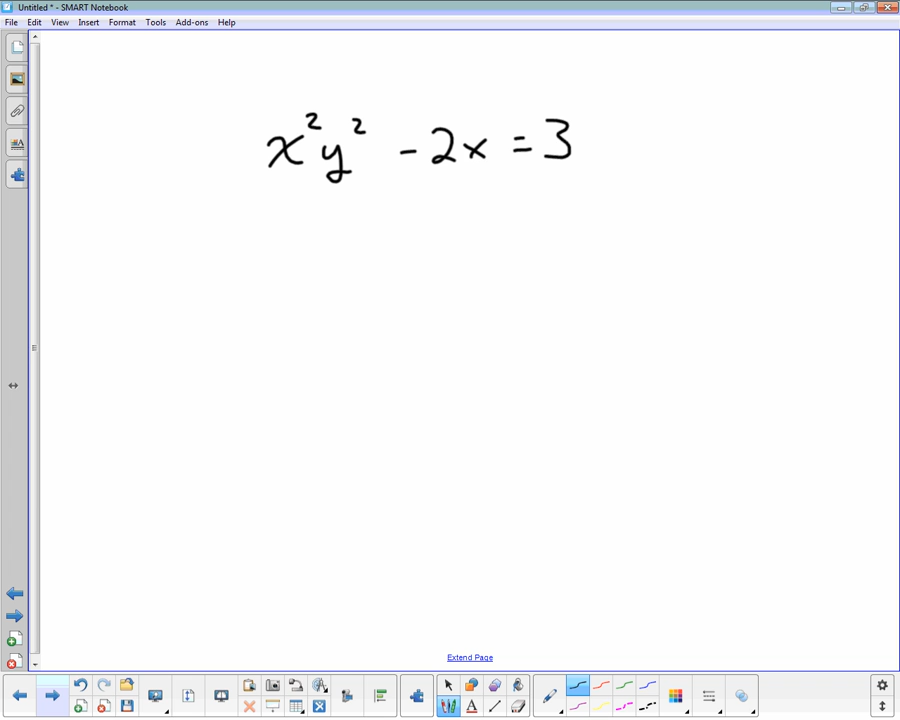 Untitled * - SMART Notebook
File Edit View Insert Format Tools Add-ons Help
x²y² - 2x = 3
Extend Page